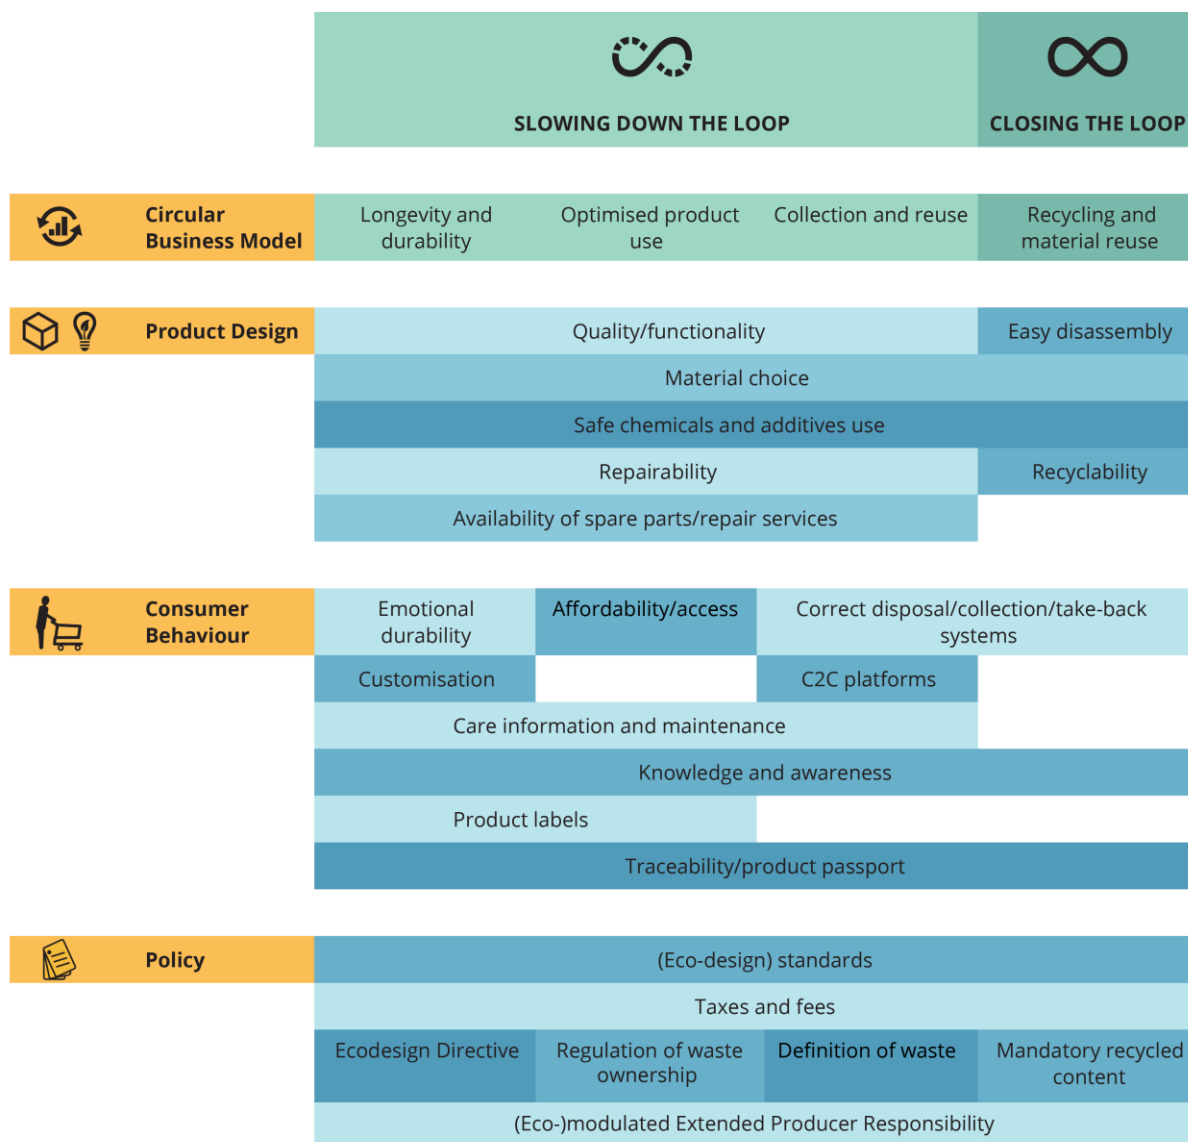 SLOWING DOWN THE LOOP
CLOSING THE LOOP
Circular
Business Model
Longevity and
durability
Optimised product
use
Collection and reuse
Recycling and
material reuse
Product Design
Quality/functionality
Easy disassembly
Material choice
Safe chemicals and additives use
Repairability
Recyclability
Availability of spare parts/repair services
Consumer
Behaviour
Emotional
durability
Affordability/access
Correct disposal/collection/take-back
systems
Customisation
C2C platforms
Care information and maintenance
Knowledge and awareness
Product labels
Traceability/product passport
Policy
(Eco-design) standards
Taxes and fees
Ecodesign Directive
Regulation of waste
ownership
Definition of waste
Mandatory recycled
content
(Eco-)modulated Extended Producer Responsibility